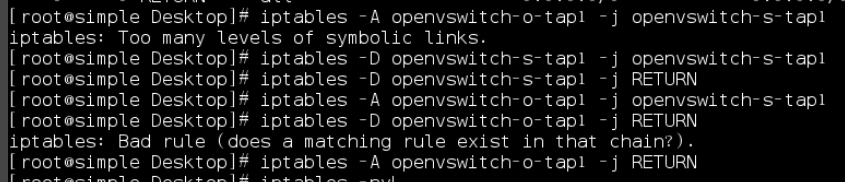 [root@simple Desktop]# iptables -A openvswitch-o-tap1 -j openvswitch-s-tap1
iptables: Too many levels of symbolic links.
[root@simple Desktop]# iptables -D openvswitch-s-tap1 -j openvswitch-s-tap1
[root@simple Desktop]# iptables -D openvswitch-s-tap1 -j RETURN
[root@simple Desktop]# iptables -A openvswitch-o-tap1 -j openvswitch-s-tap1
[root@simple Desktop]# iptables -D openvswitch-o-tap1 -j RETURN
iptables: Bad rule (does a matching rule exist in that chain?).
[root@simple Desktop]# iptables -A openvswitch-o-tap1 -j RETURN
[root@simple Desktop]# iptables